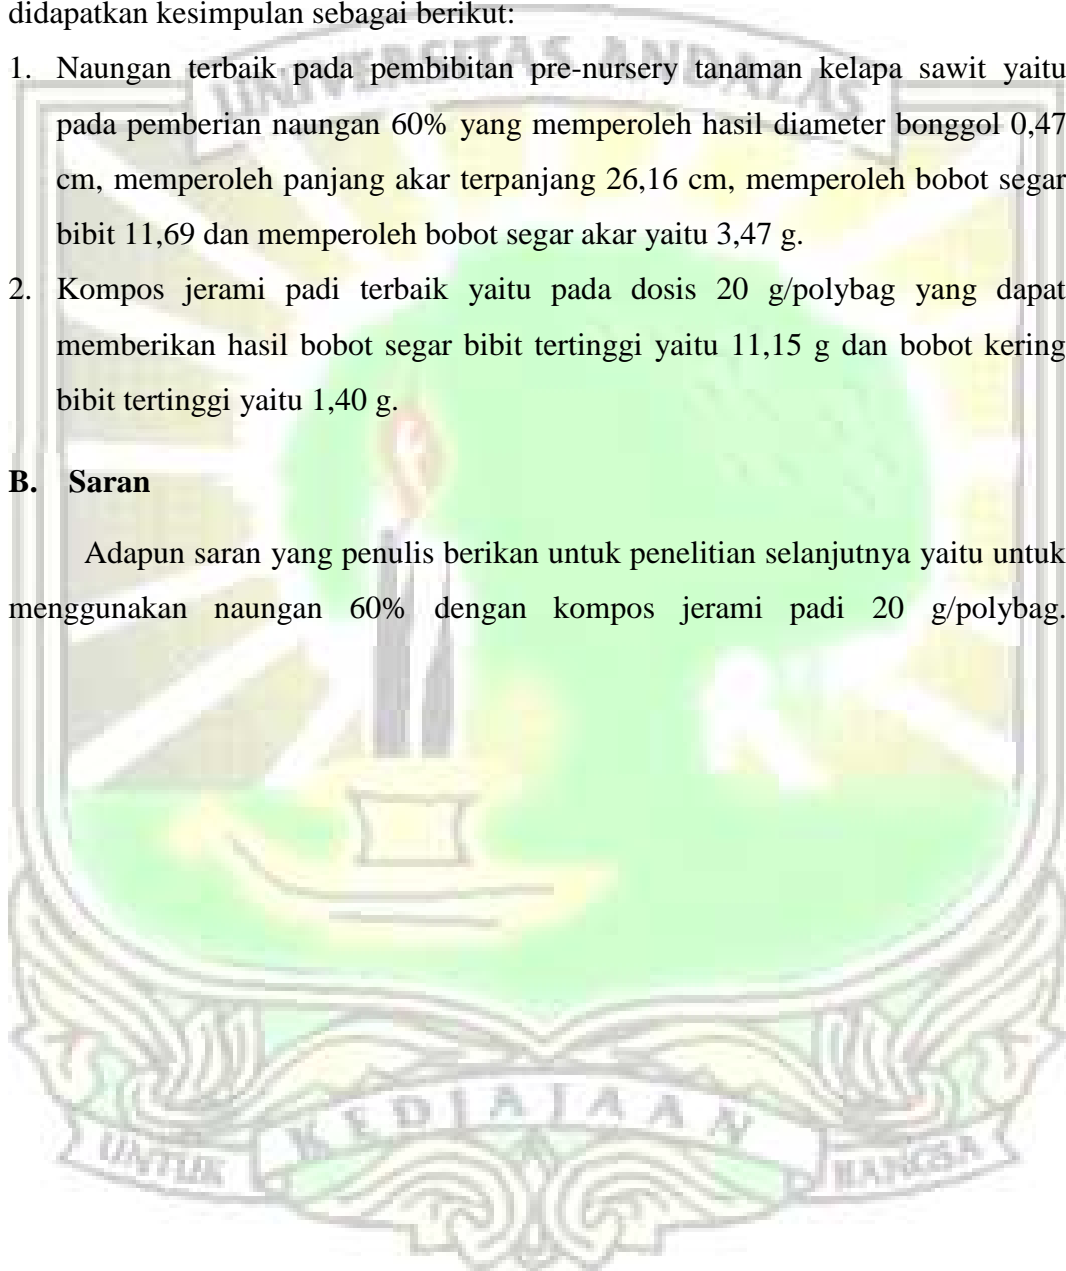 didapatkan kesimpulan sebagai berikut:
UNIVERSITAS ANDALAS
1. Naungan terbaik pada pembibitan pre-nursery tanaman kelapa sawit yaitu
pada pemberian naungan 60% yang memperoleh hasil diameter bonggol 0,47
cm, memperoleh panjang akar terpanjang 26,16 cm, memperoleh bobot segar
bibit 11,69 dan memperoleh bobot segar akar yaitu 3,47 g.
2. Kompos jerami padi terbaik yaitu pada dosis 20 g/polybag yang dapat
memberikan hasil bobot segar bibit tertinggi yaitu 11,15 g dan bobot kering
bibit tertinggi yaitu 1,40 g.
B. Saran
Adapun saran yang penulis berikan untuk penelitian selanjutnya yaitu untuk
menggunakan naungan 60% dengan kompos jerami padi 20 g/polybag.
UNTUK KEDJAJAAN BANGSA